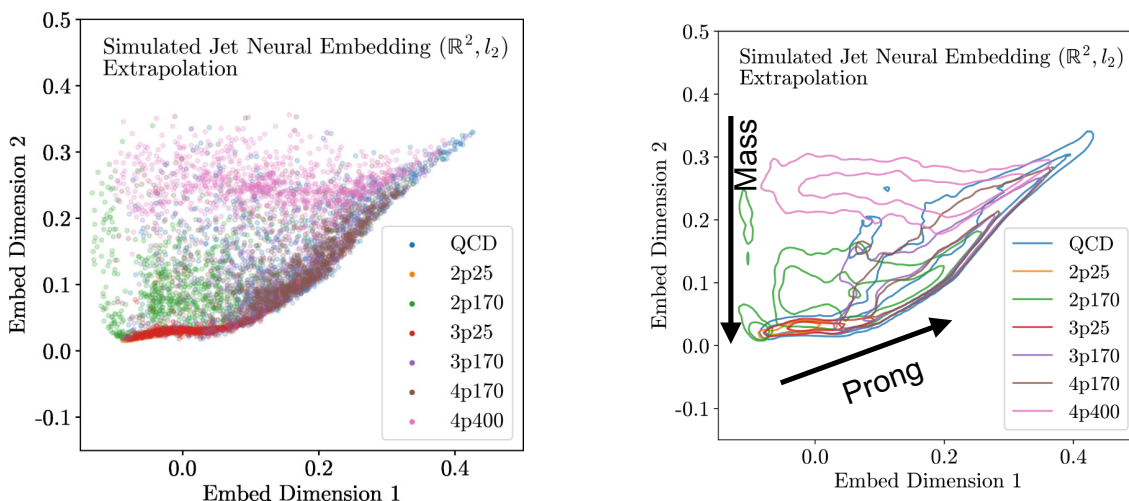 Simulated Jet Neural Embedding (ℝ², l₂)
Extrapolation
Embed Dimension 2
0.5
0.4
0.3
0.2
0.1
0.0
-0.1
QCD
2p25
2p170
3p25
3p170
4p170
4p400
0.0 0.2 0.4
Embed Dimension 1
Simulated Jet Neural Embedding (ℝ², l₂)
Extrapolation
Embed Dimension 2
0.5
0.4
0.3
0.2
0.1
0.0
-0.1
Mass
Prong
QCD
2p25
2p170
3p25
3p170
4p170
4p400
0.0 0.2 0.4
Embed Dimension 1